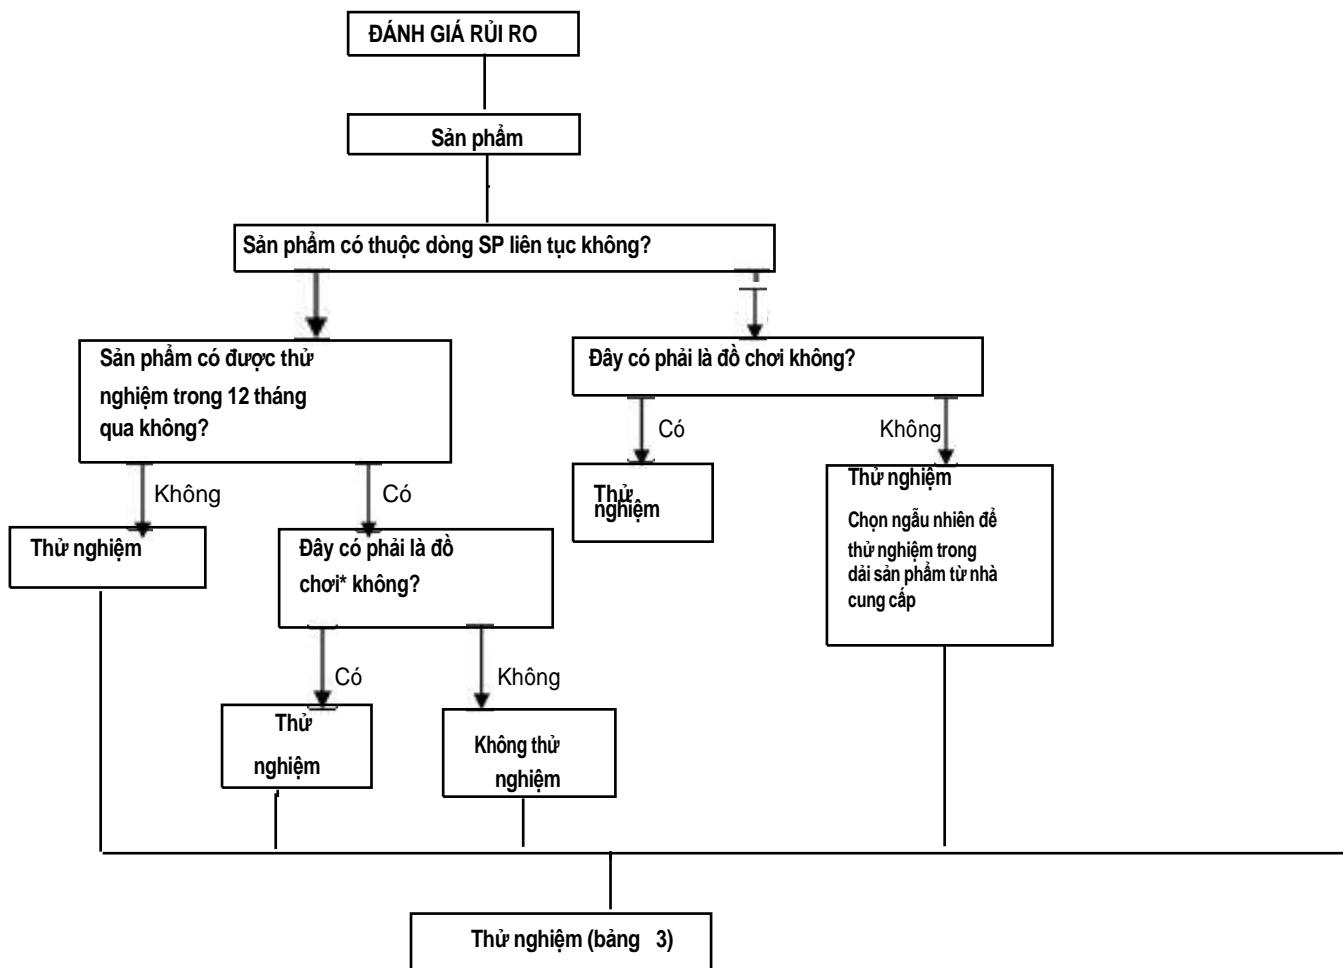 ĐÁNH GIÁ RỦI RO
Sản phẩm
Sản phẩm có thuộc dòng SP liên tục không?
Sản phẩm có được thử
nghiệm trong 12 tháng
qua không?
Đây có phải là đồ chơi không?
Có
Không
Không
Có
Thử
nghiệm
Thử nghiệm
Chọn ngẫu nhiên để
thử nghiệm trong
dải sản phẩm từ nhà
cung cấp
Thử nghiệm
Đây có phải là đồ
chơi* không?
Có
Không
Thử
nghiệm
Không thử
nghiệm
Thử nghiệm (bảng 3)